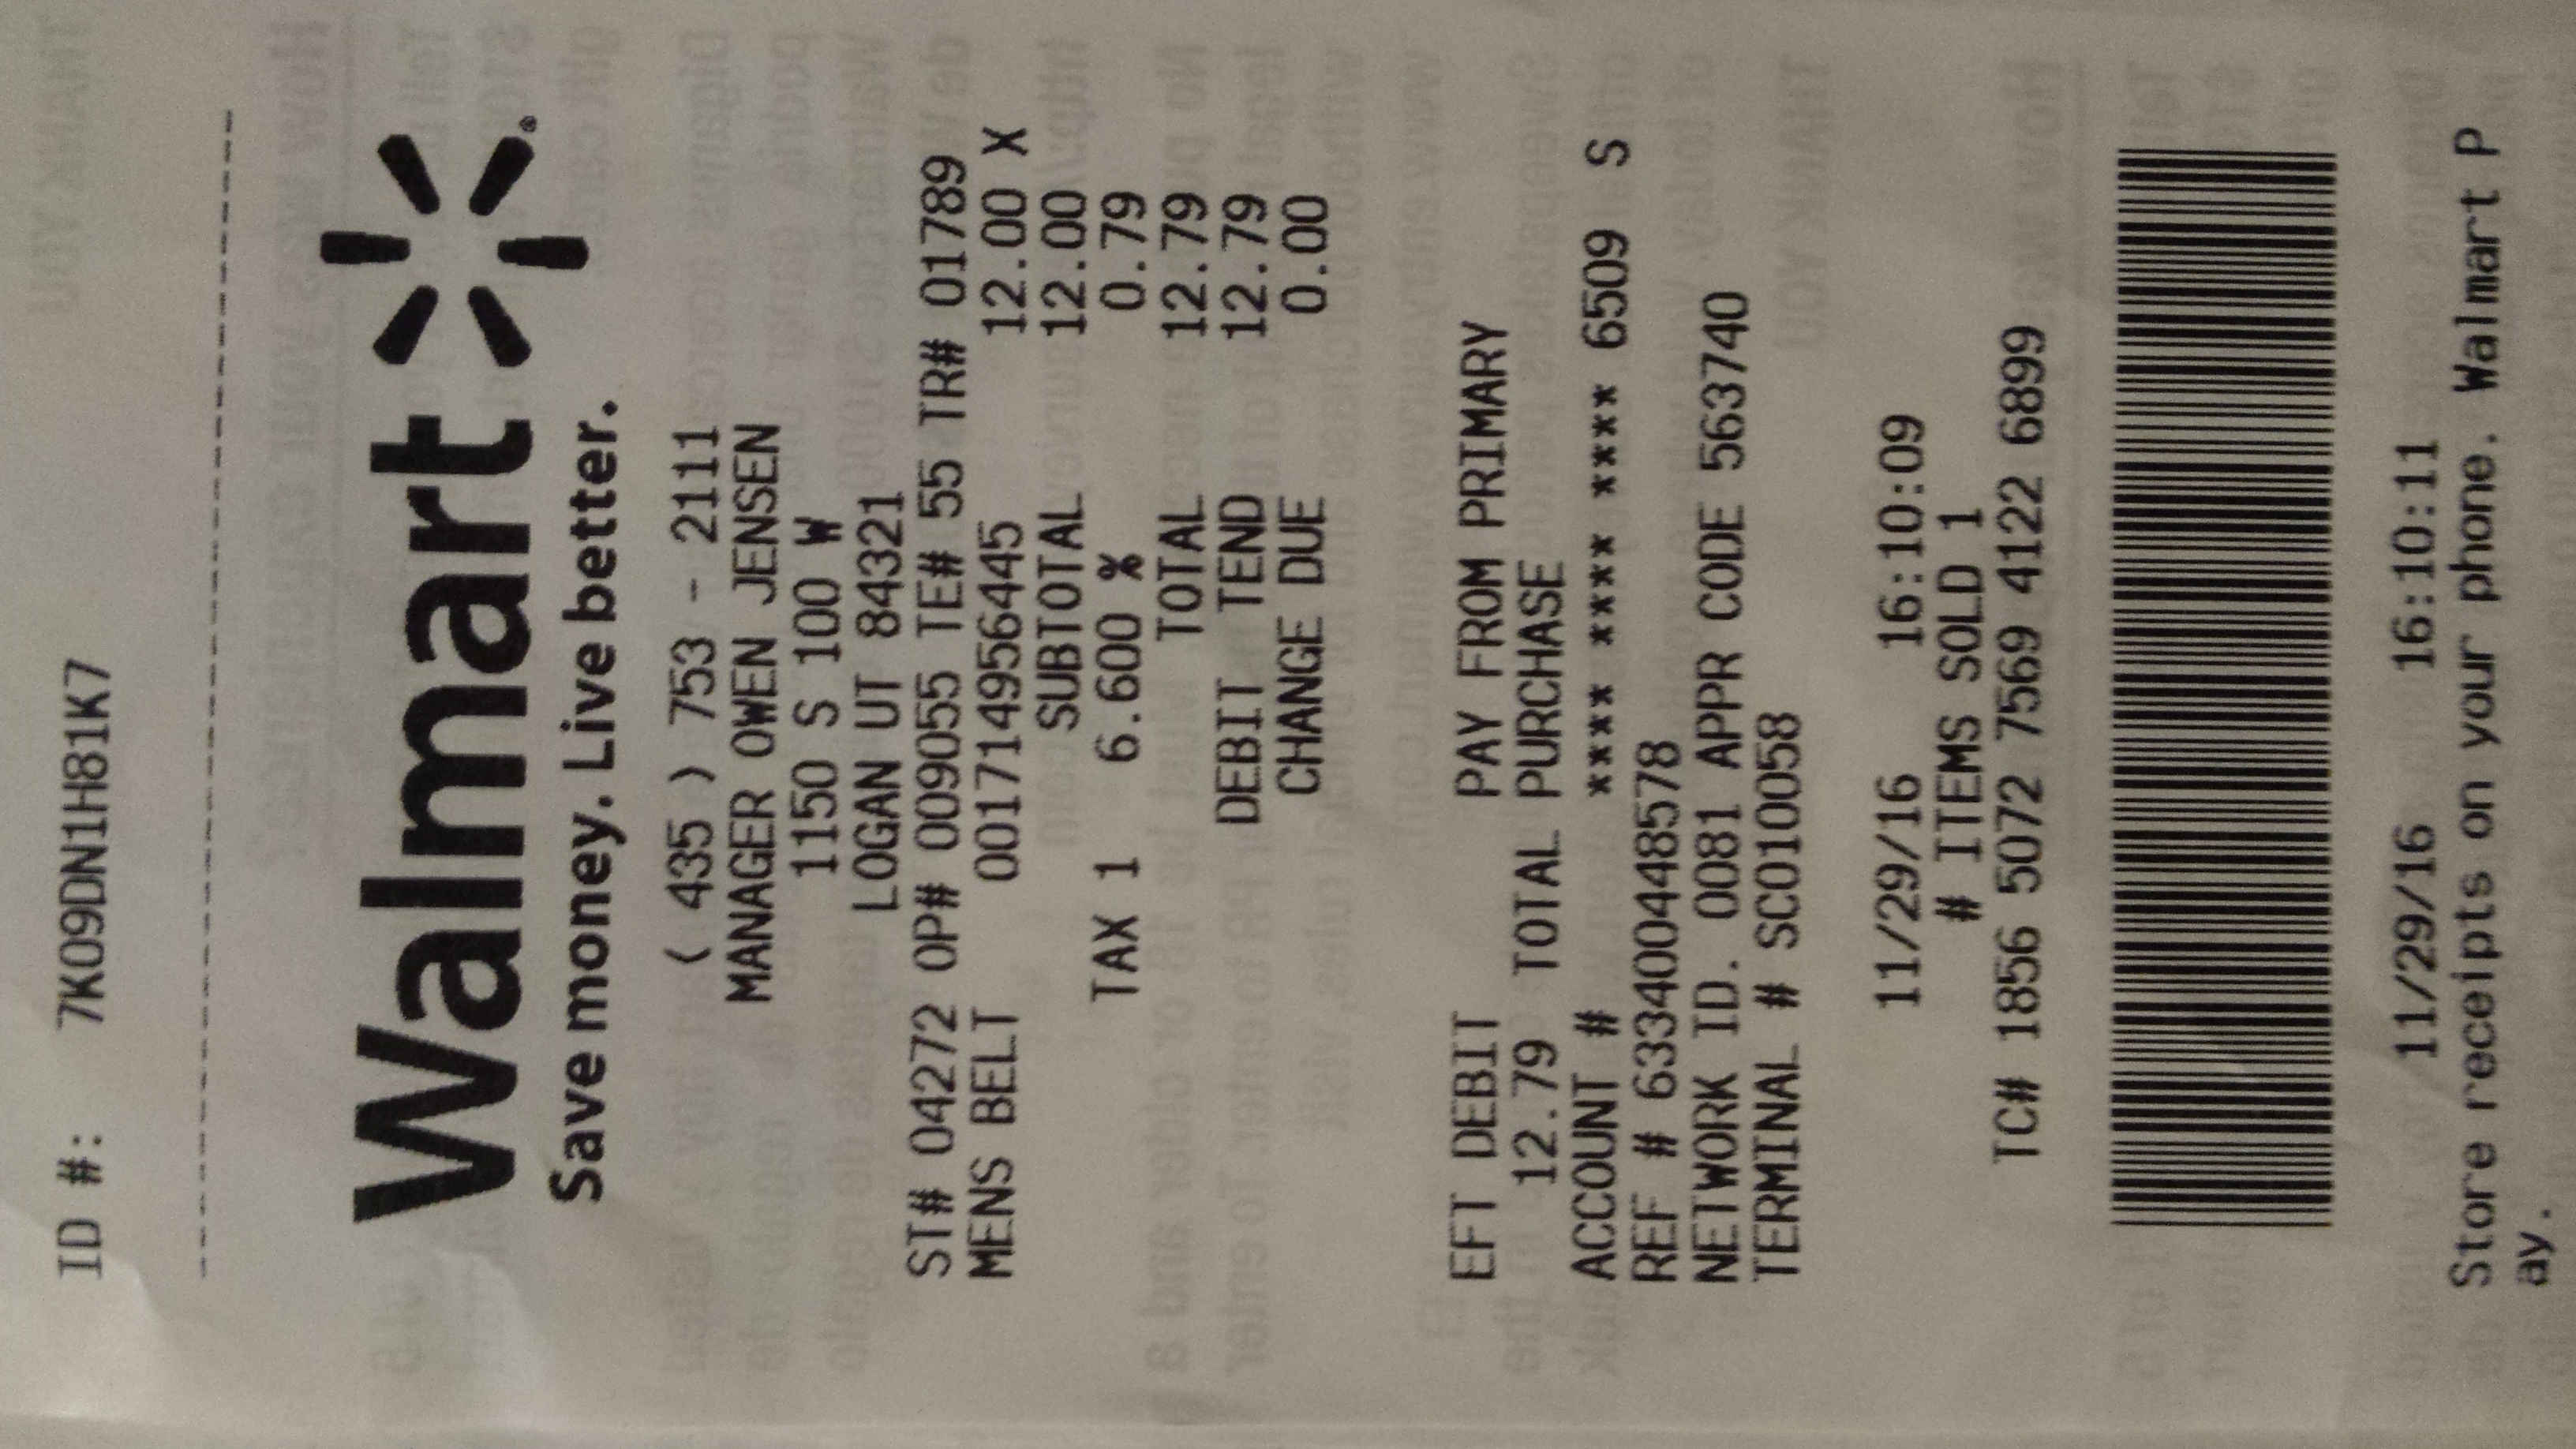 ID #: 7K09DN1H81K7
Walmart
Save money. Live better.
( 435 ) 753 - 2111
MANAGER OWEN JENSEN
1150 S 100 W
LOGAN UT 84321
ST# 04272 OP# 009055 TE# 55 TR# 01789
MENS BELT 001714956445 12.00 X
SUBTOTAL 12.00
TAX 1 6.600 % 0.79
TOTAL 12.79
DEBIT TEND 12.79
CHANGE DUE 0.00
EFT DEBIT PAY FROM PRIMARY
12.79 TOTAL PURCHASE
ACCOUNT # **** **** **** 6509 S
REF # 633400448578
NETWORK ID. 0081 APPR CODE 563740
TERMINAL # SC010058
11/29/16 16:10:09
# ITEMS SOLD 1
TC# 1856 5072 7569 4122 6899
11/29/16 16:10:11
Store receipts on your phone. Walmart P
ay.